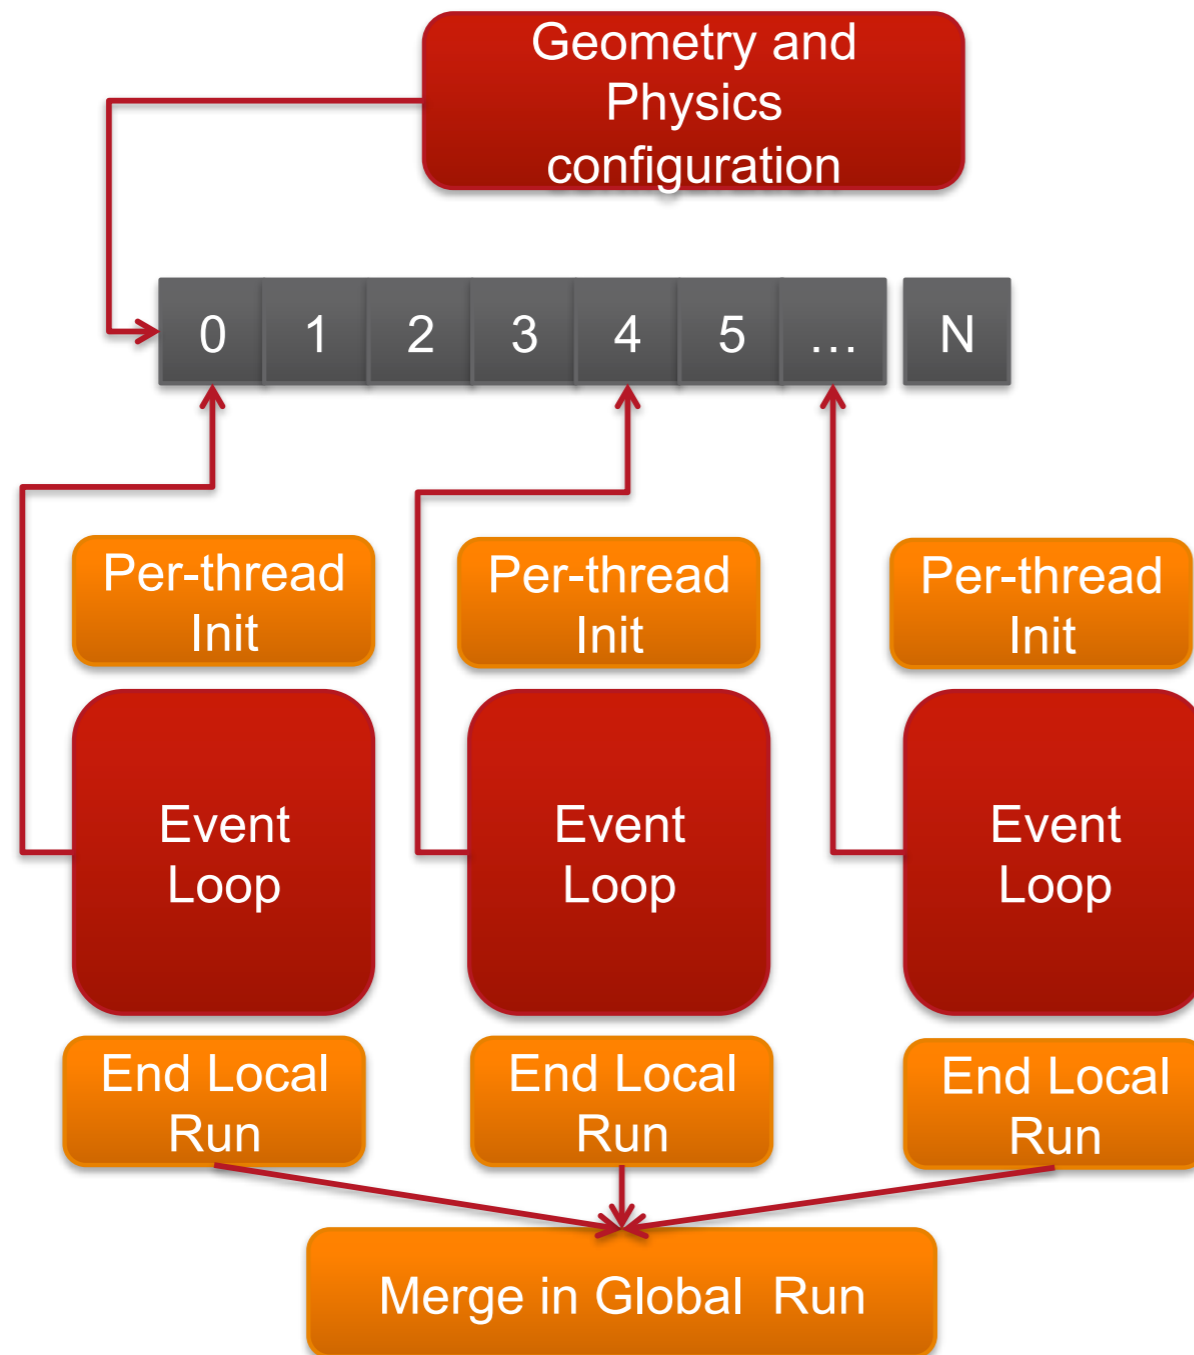 Geometry and
Physics
configuration
0 1 2 3 4 5 ... N
Per-thread
Init
Per-thread
Init
Per-thread
Init
Event
Loop
Event
Loop
Event
Loop
End Local
Run
End Local
Run
End Local
Run
Merge in Global  Run